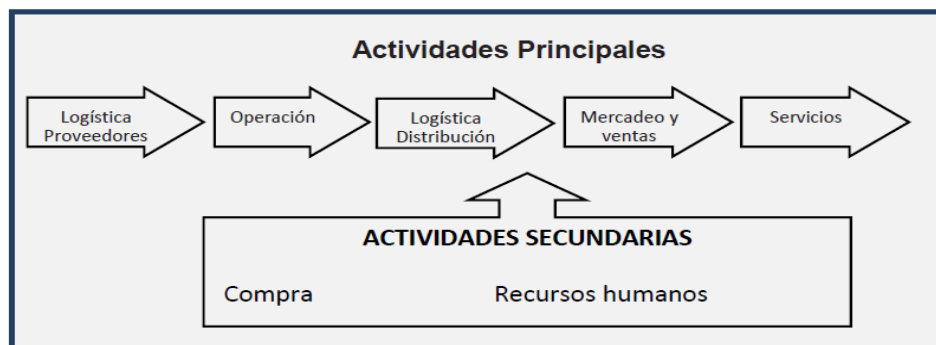 Actividades Principales
Logística
Proveedores
Operación
Logística
Distribución
Mercadeo y
ventas
Servicios
ACTIVIDADES SECUNDARIAS
Compra
Recursos humanos